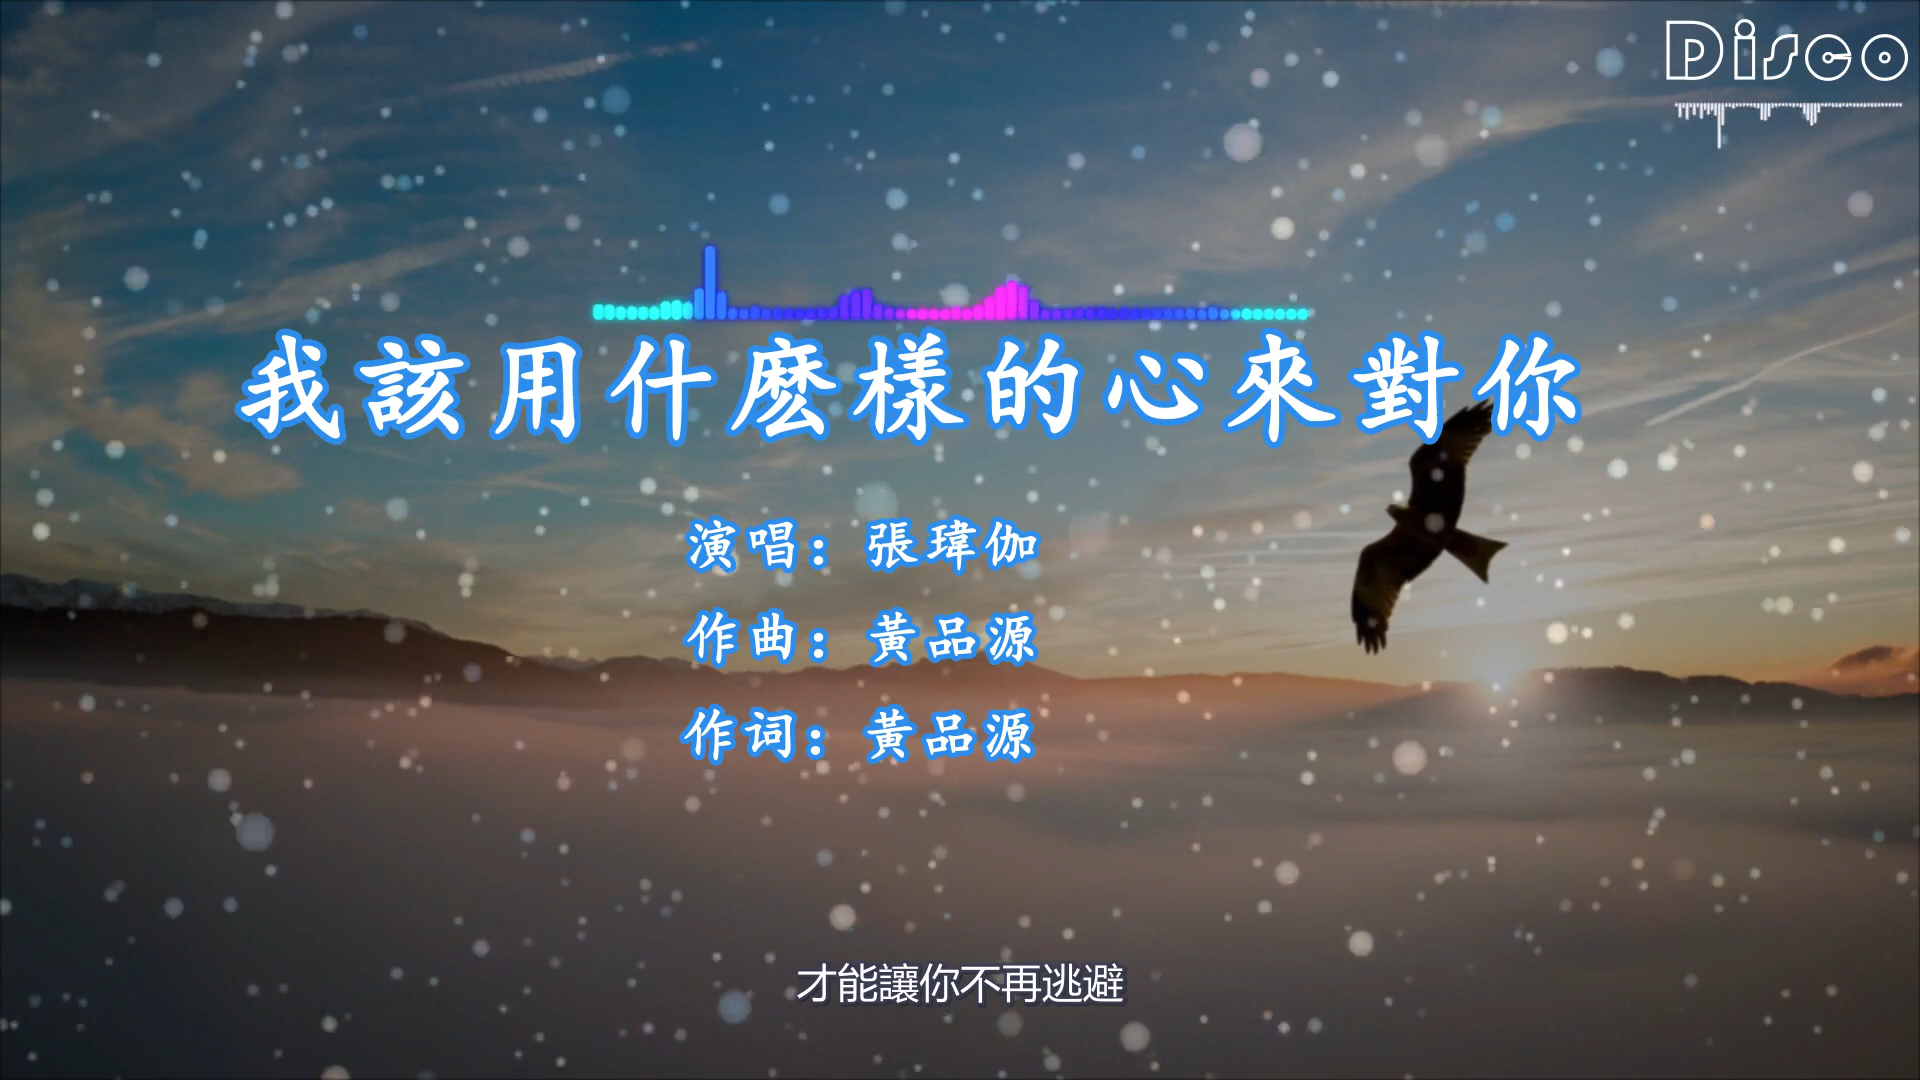 Disco
我該用什麽樣的心來對你
演唱：張瑋伽
作曲：黃品源
作词：黃品源
才能讓你不再逃避